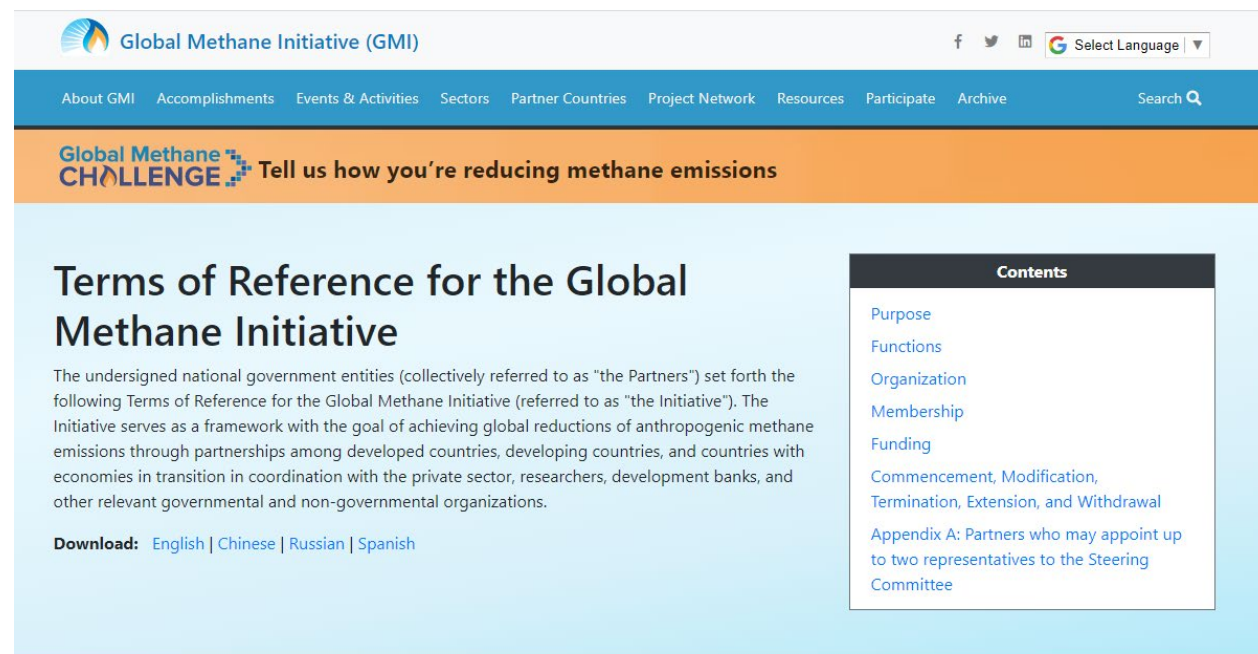 Global Methane Initiative (GMI)
Select Language ▼
About GMI Accomplishments Events & Activities Sectors Partner Countries Project Network Resources Participate Archive Search
Global Methane
CHALLENGE
Tell us how you're reducing methane emissions
Terms of Reference for the Global
Methane Initiative
The undersigned national government entities (collectively referred to as "the Partners") set forth the
following Terms of Reference for the Global Methane Initiative (referred to as "the Initiative"). The
Initiative serves as a framework with the goal of achieving global reductions of anthropogenic methane
emissions through partnerships among developed countries, developing countries, and countries with
economies in transition in coordination with the private sector, researchers, development banks, and
other relevant governmental and non-governmental organizations.
Download: English | Chinese | Russian | Spanish
Contents
Purpose
Functions
Organization
Membership
Funding
Commencement, Modification,
Termination, Extension, and Withdrawal
Appendix A: Partners who may appoint up
to two representatives to the Steering
Committee